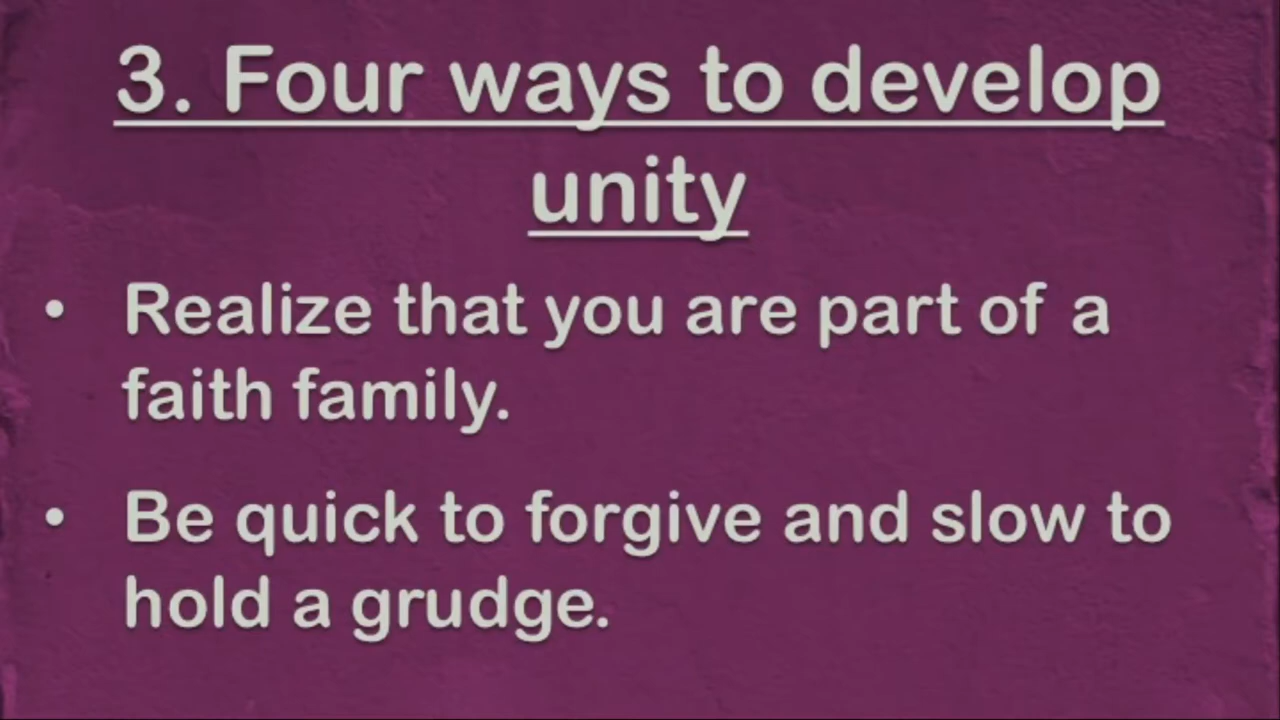 3. Four ways to develop
unity
• Realize that you are part of a
faith family.
• Be quick to forgive and slow to
hold a grudge.